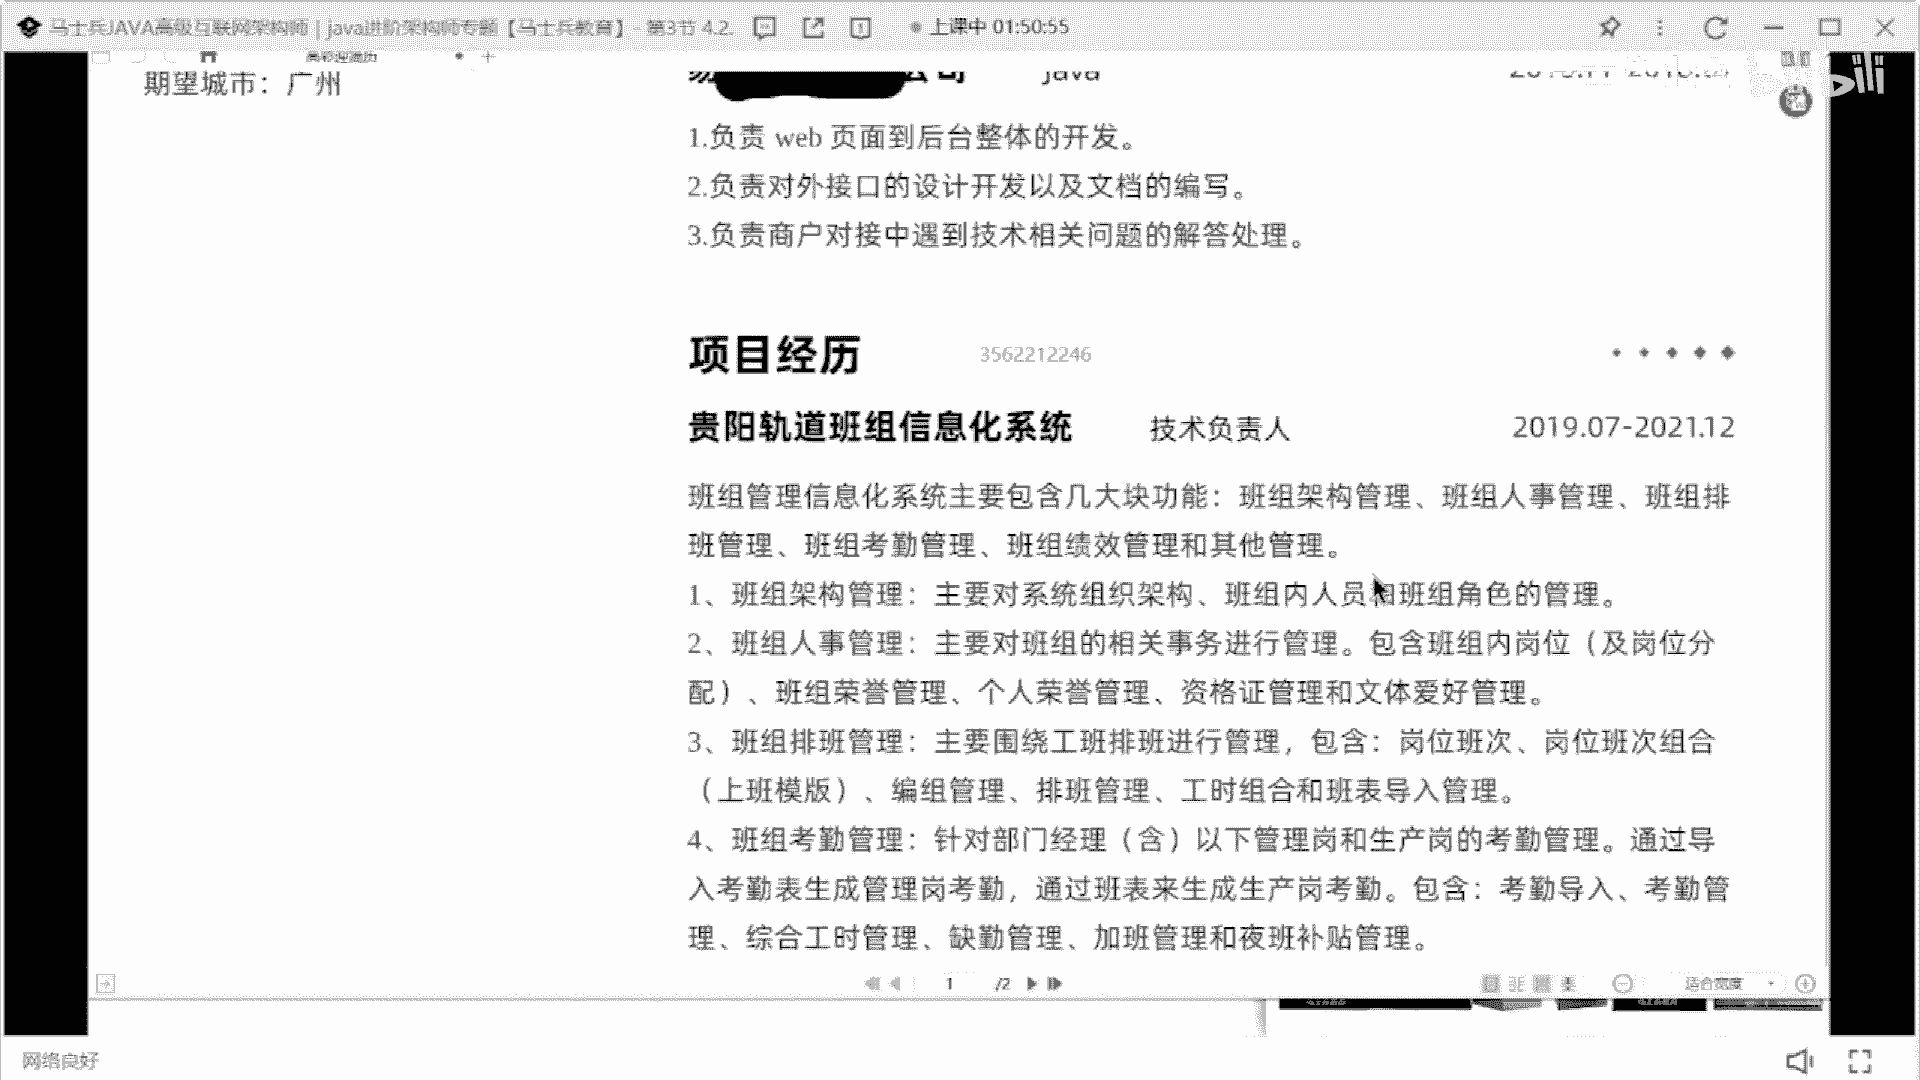 马士兵JAVA高级互联网架构师 | java进阶架构师专题【马士兵教育】 - 第3节 4.2.
上课中 01:50:55
期望城市：广州
公司 java
1.负责 web 页面到后台整体的开发。
2.负责对外接口的设计开发以及文档的编写。
3.负责商户对接中遇到技术相关问题的解答处理。
项目经历
3562212246
贵阳轨道班组信息化系统 技术负责人 2019.07-2021.12
班组管理信息化系统主要包含几大块功能：班组架构管理、班组人事管理、班组排
班管理、班组考勤管理、班组绩效管理和其他管理。
1、班组架构管理：主要对系统组织架构、班组内人员和班组角色的管理。
2、班组人事管理：主要对班组的相关事务进行管理。包含班组内岗位（及岗位分
配）、班组荣誉管理、个人荣誉管理、资格证管理和文体爱好管理。
3、班组排班管理：主要围绕工班排班进行管理，包含：岗位班次、岗位班次组合
（上班模版）、编组管理、排班管理、工时组合和班表导入管理。
4、班组考勤管理：针对部门经理（含）以下管理岗和生产岗的考勤管理。通过导
入考勤表生成管理岗考勤，通过班表来生成生产岗考勤。包含：考勤导入、考勤管
理、综合工时管理、缺勤管理、加班管理和夜班补贴管理。
1 /2
适合宽度
网络良好